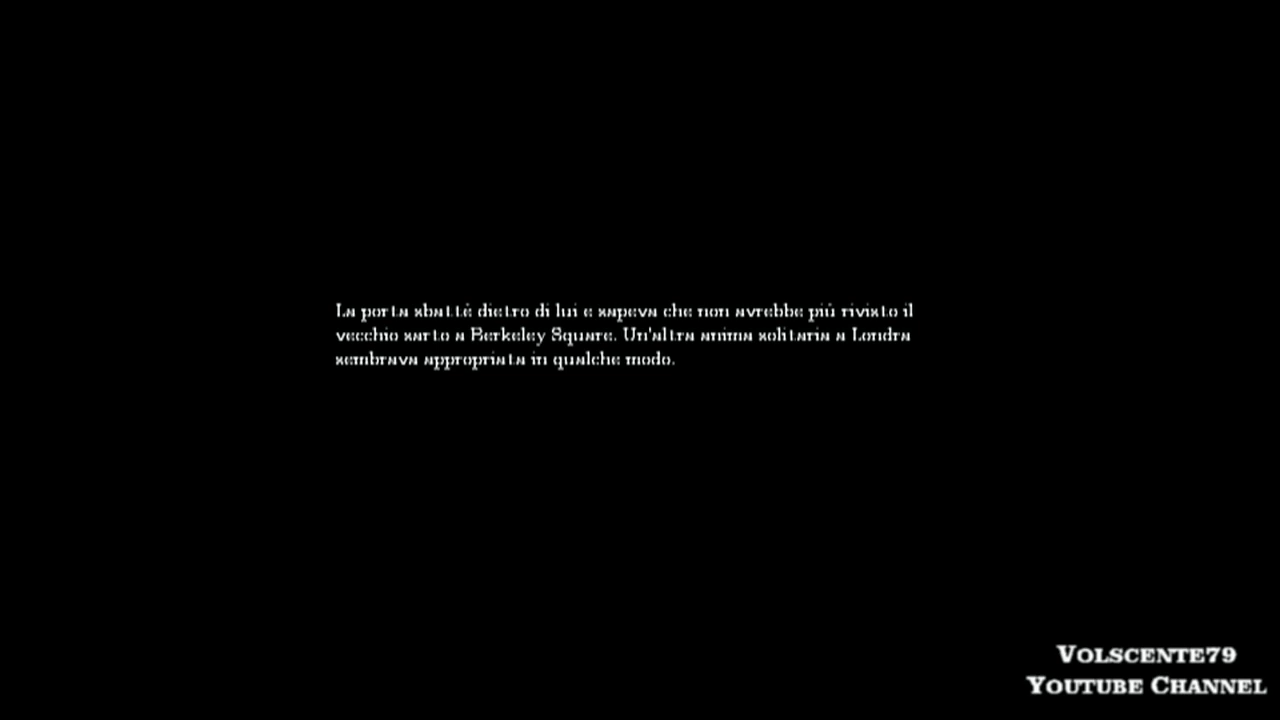 La porta sbattè dietro di lui e sapeva che non avrebbe più rivisto il
vecchio sarto a Berkeley Square. Un'altra anima solitaria a Londra
sembrava appropriata in qualche modo.
VOLSCENTE79
YOUTUBE CHANNEL